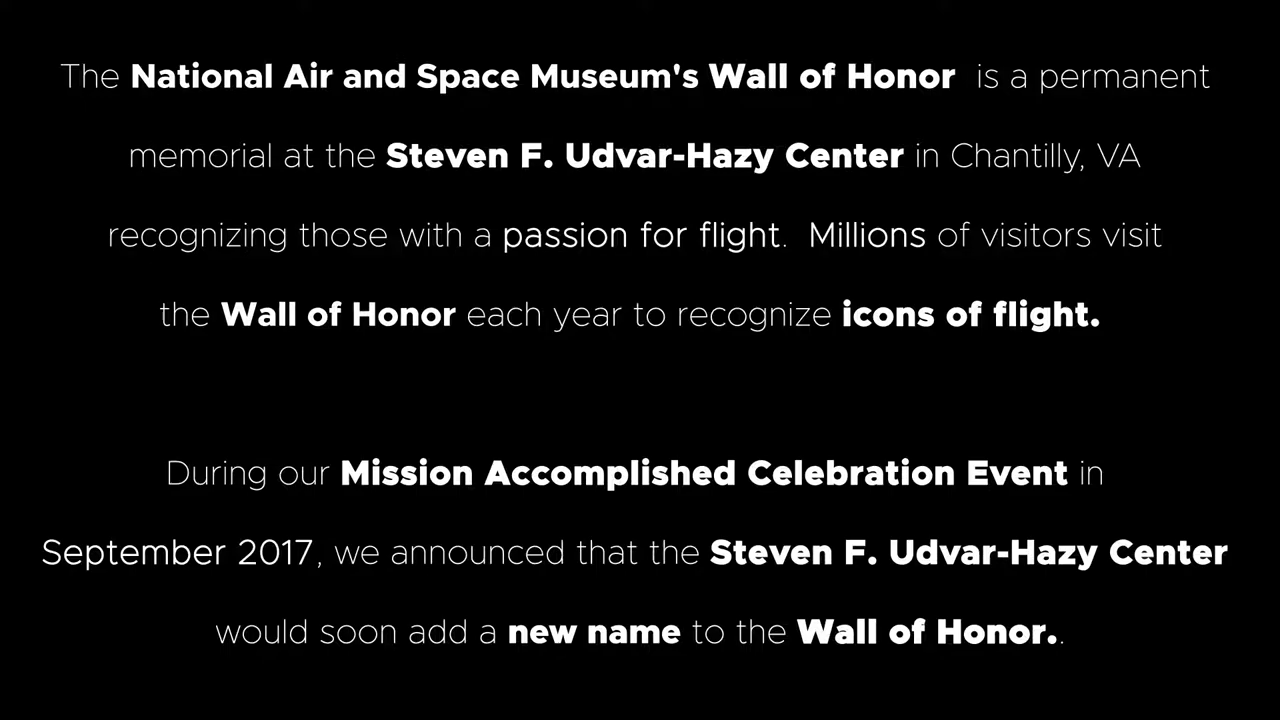 The National Air and Space Museum's Wall of Honor is a permanent
memorial at the Steven F. Udvar-Hazy Center in Chantilly, VA
recognizing those with a passion for flight. Millions of visitors visit
the Wall of Honor each year to recognize icons of flight.
During our Mission Accomplished Celebration Event in
September 2017, we announced that the Steven F. Udvar-Hazy Center
would soon add a new name to the Wall of Honor..